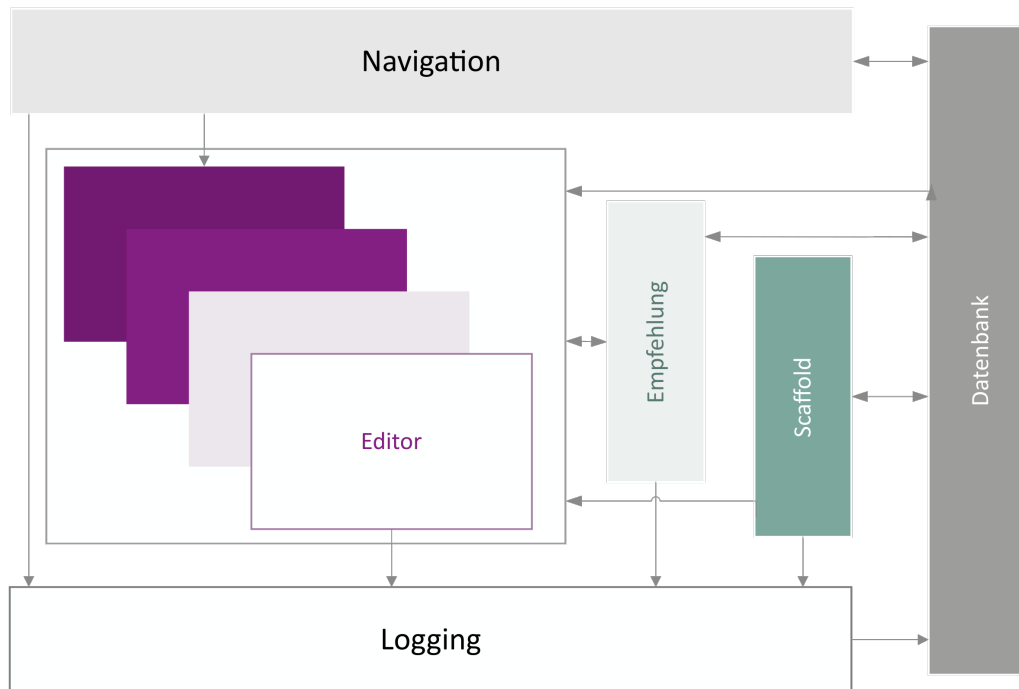 Navigation
Empfehlung
Scaffold
Datenbank
Editor
Logging